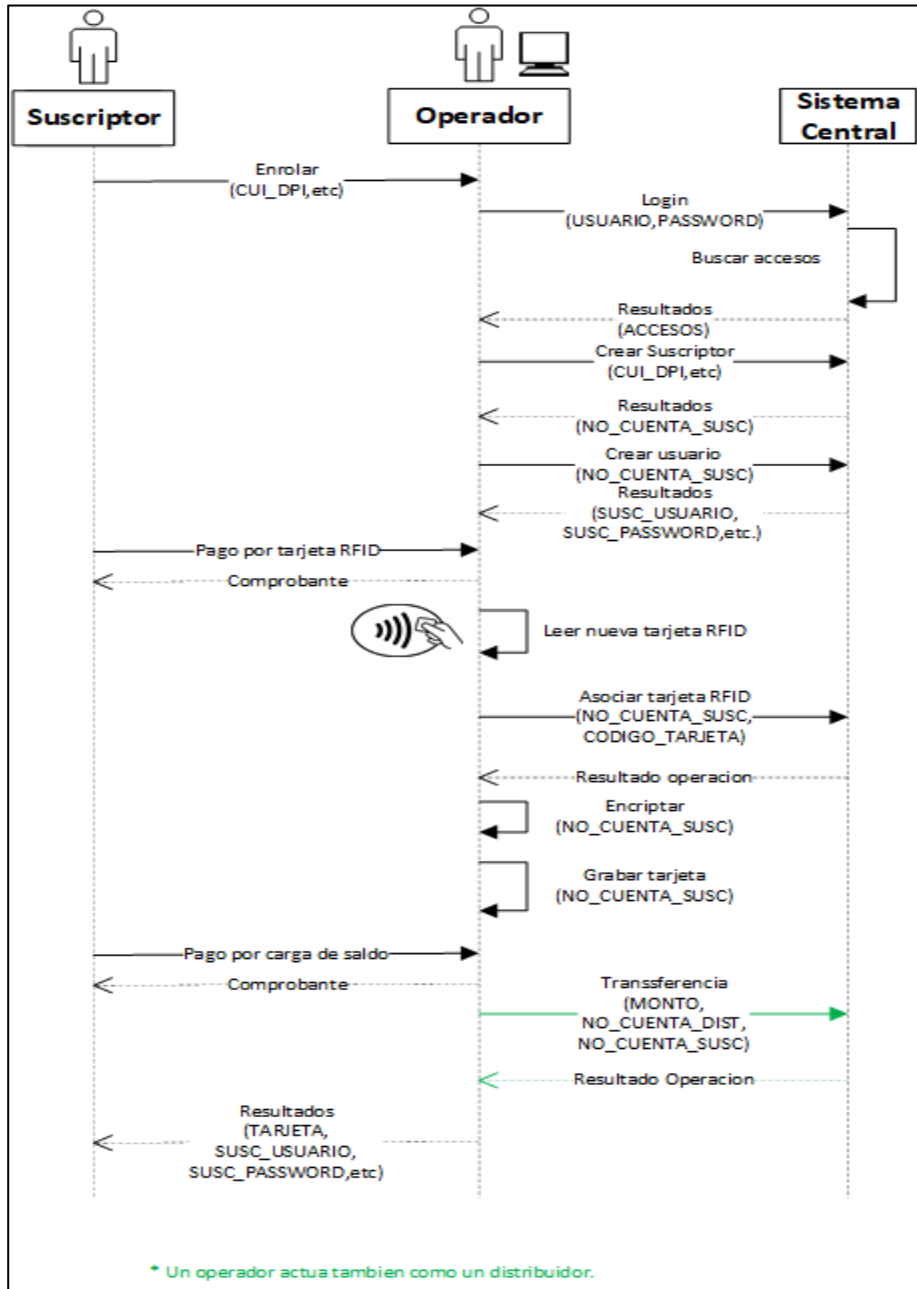 Suscriptor
Operador
Sistema
Central
Enrolar
(CUI_DPI,etc)
Login
(USUARIO,PASSWORD)
Buscar accesos
Resultados
(ACCESOS)
Crear Suscriptor
(CUI_DPI,etc)
Resultados
(NO_CUENTA_SUSC)
Crear usuario
(NO_CUENTA_SUSC)
Resultados
(SUSC_USUARIO,
SUSC_PASSWORD,etc.)
Pago por tarjeta RFID
Comprobante
Leer nueva tarjeta RFID
Asociar tarjeta RFID
(NO_CUENTA_SUSC,
CODIGO_TARJETA)
Resultado operacion
Encriptar
(NO_CUENTA_SUSC)
Grabar tarjeta
(NO_CUENTA_SUSC)
Pago por carga de saldo
Comprobante
Transsferencia
(MONTO,
NO_CUENTA_DIST,
NO_CUENTA_SUSC)
Resultado Operacion
Resultados
(TARJETA,
SUSC_USUARIO,
SUSC_PASSWORD,etc)
* Un operador actua tambien como un distribuidor.